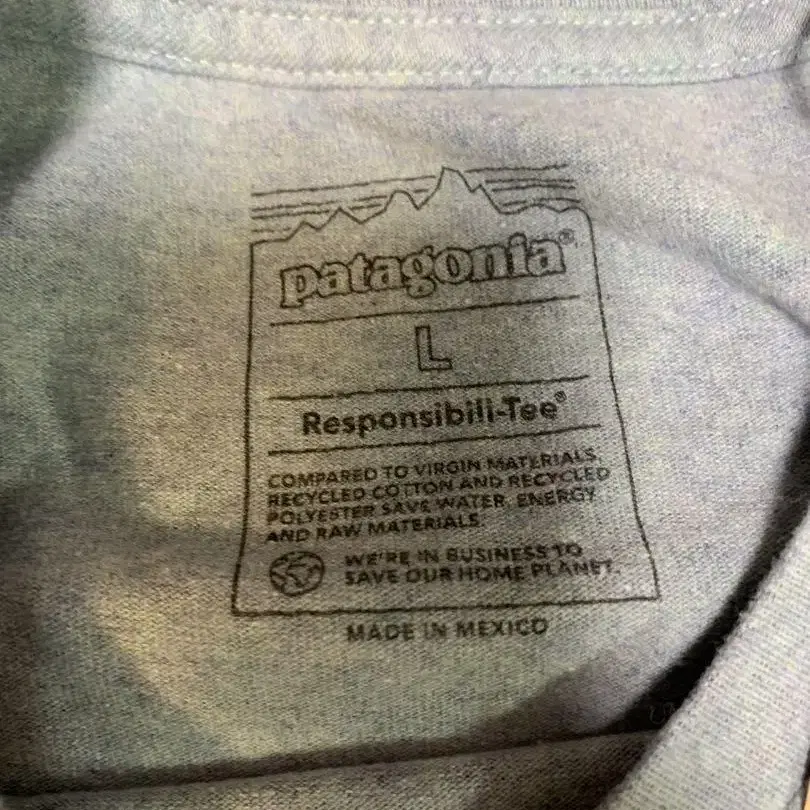 patagonia®
L
Responsibili-Tee®
COMPARED TO VIRGIN MATERIALS,
RECYCLED COTTON AND RECYCLED
POLYESTER SAVE WATER, ENERGY
AND RAW MATERIALS.
WE'RE IN BUSINESS TO
SAVE OUR HOME PLANET.
MADE IN MEXICO